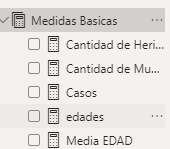 Medidas Basicas
Cantidad de Heri...
Cantidad de Mu...
Casos
edades
Media EDAD